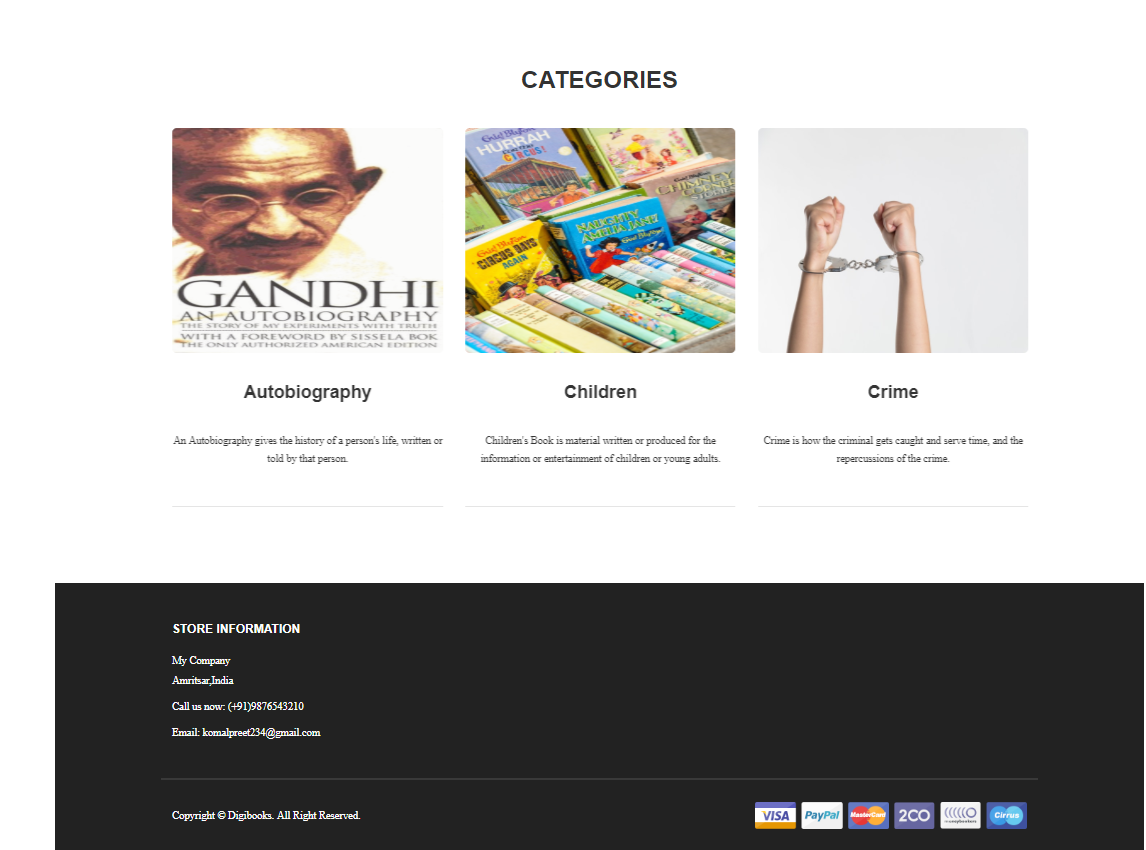 CATEGORIES
GANDHI
AN AUTOBIOGRAPHY
THE STORY OF MY EXPERIMENTS WITH TRUTH
WITH A FOREWORD BY SISSELA BOK
THE ONLY AUTHORIZED AMERICAN EDITION
Enid Blyton
HURRAH
CIRCUS!
CHIMNEY
CORNER
STORIES
NAUGHTY
AMELIA JANE
Enid Blyton
Enid Blyton
CIRCUS DAYS
AGAIN
Autobiography
Children
Crime
An Autobiography gives the history of a person's life, written or
told by that person.
Children's Book is material written or produced for the
information or entertainment of children or young adults.
Crime is how the criminal gets caught and serve time, and the
repercussions of the crime.
STORE INFORMATION
My Company
Amritsar,India
Call us now: (+91)9876543210
Email: komalpreet234@gmail.com
Copyright © Digibooks. All Right Reserved.
VISA
PayPal
MasterCard
2CO
moneybookers
Cirrus